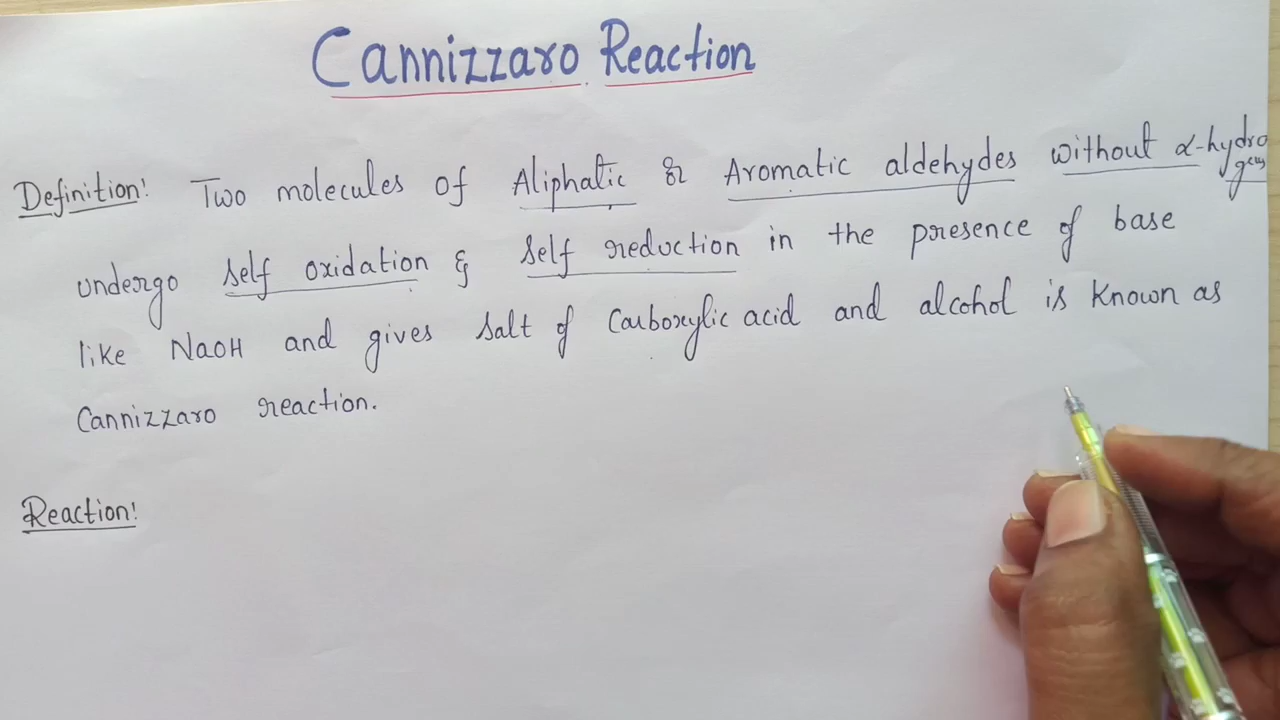 Cannizzaro Reaction
Definition: Two molecules of Aliphatic & Aromatic aldehydes without α-hydrogens
undergo self oxidation & self reduction in the presence of base
like NaOH and gives salt of Carboxylic acid and alcohol is known as
Cannizzaro reaction.
Reaction: